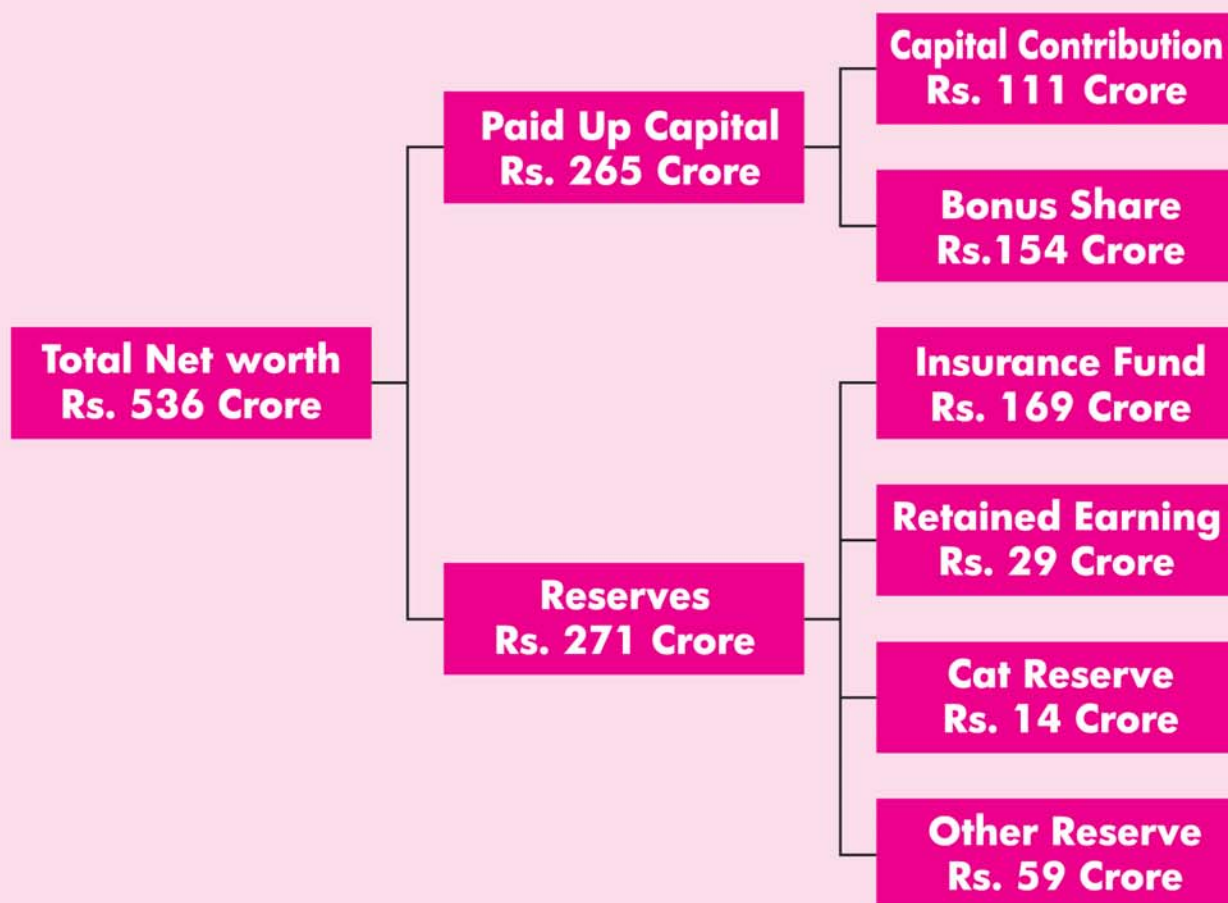 Total Net worth
Rs. 536 Crore
Paid Up Capital
Rs. 265 Crore
Capital Contribution
Rs. 111 Crore
Bonus Share
Rs.154 Crore
Reserves
Rs. 271 Crore
Insurance Fund
Rs. 169 Crore
Retained Earning
Rs. 29 Crore
Cat Reserve
Rs. 14 Crore
Other Reserve
Rs. 59 Crore